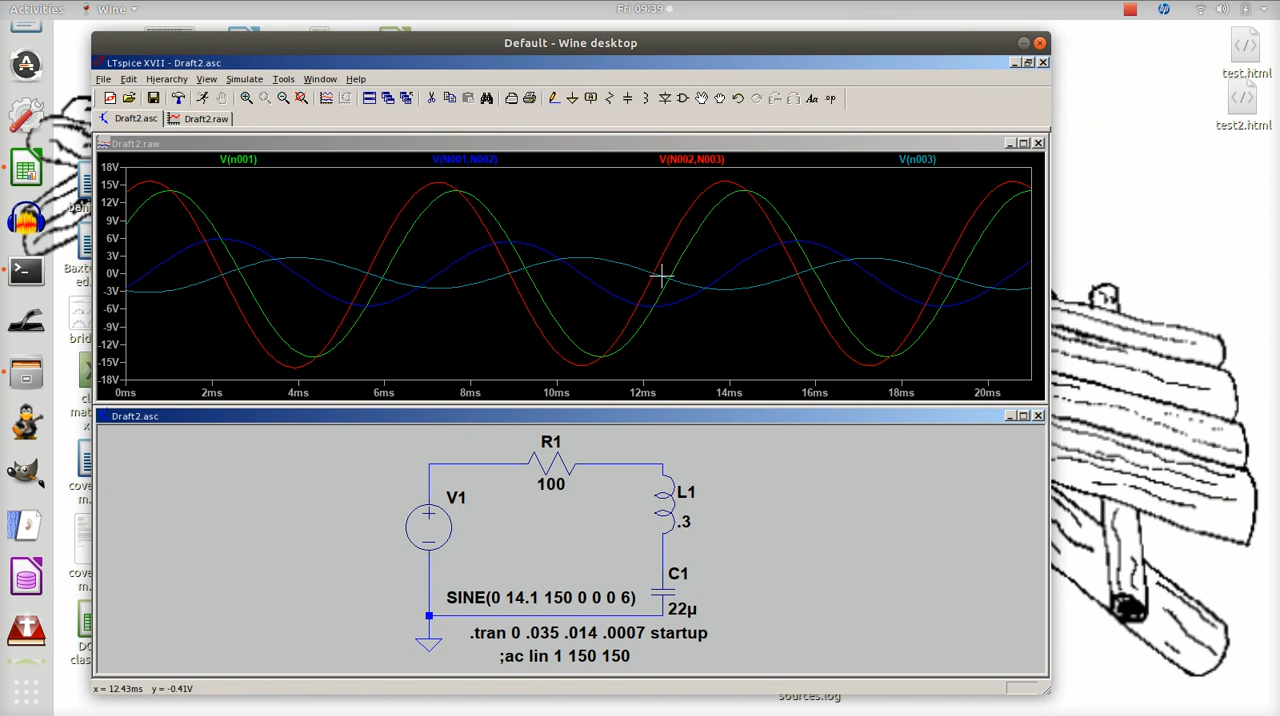 Activities
Wine
Fri 09:39
Default - Wine desktop
LTspice XVII - Draft2.asc
File Edit Hierarchy View Simulate Tools Window Help
Draft2.asc
Draft2.raw
Draft2.raw
V(n001) V(N001,N002) V(N002,N003) V(n003)
18V
15V
12V
9V
6V
3V
0V
-3V
-6V
-9V
-12V
-15V
-18V
0ms 2ms 4ms 6ms 8ms 10ms 12ms 14ms 16ms 18ms 20ms
Draft2.asc
R1
100
V1
L1
.3
C1
22µ
SINE(0 14.1 150 0 0 0 6)
.tran 0 .035 .014 .0007 startup
;ac lin 1 150 150
x = 12.43ms y = -0.41V
sources.log
test.html
test2.html